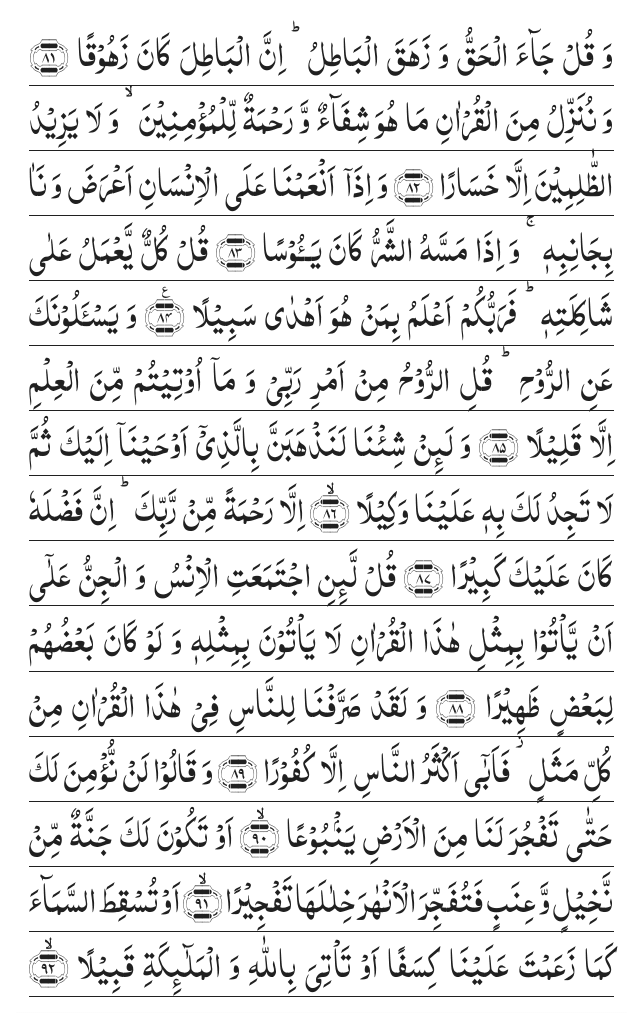 وَ قُلْ جَآءَ الْحَقُّ وَ زَهَقَ الْبَاطِلُ ؕ اِنَّ الْبَاطِلَ كَانَ زَهُوْقًا ﴿۸۱﴾
وَ نُنَزِّلُ مِنَ الْقُرْاٰنِ مَا هُوَ شِفَآءٌ وَّ رَحْمَةٌ لِّلْمُؤْمِنِيْنَ ۙ وَ لَا يَزِيْدُ
الظّٰلِمِيْنَ اِلَّا خَسَارًا ﴿۸۲﴾ وَ اِذَاۤ اَنْعَمْنَا عَلَى الْاِنْسَانِ اَعْرَضَ وَ نَاٰ
بِجَانِبِهٖ ۚ وَ اِذَا مَسَّهُ الشَّرُّ كَانَ يَـُٔوْسًا ﴿۸۳﴾ قُلْ كُلٌّ يَّعْمَلُ عَلٰى
شَاكِلَتِهٖ ؕ فَرَبُّكُمْ اَعْلَمُ بِمَنْ هُوَ اَهْدٰى سَبِيْلًا ﴿۸۴﴾ ع وَ يَسْـَٔلُوْنَكَ
عَنِ الرُّوْحِ ؕ قُلِ الرُّوْحُ مِنْ اَمْرِ رَبِّيْ وَ مَاۤ اُوْتِيْتُمْ مِّنَ الْعِلْمِ
اِلَّا قَلِيْلًا ﴿۸۵﴾ وَ لَىِٕنْ شِئْنَا لَنَذْهَبَنَّ بِالَّذِيْۤ اَوْحَيْنَاۤ اِلَيْكَ ثُمَّ
لَا تَجِدُ لَكَ بِهٖ عَلَيْنَا وَكِيْلًا ﴿۸۶﴾ ۙ اِلَّا رَحْمَةً مِّنْ رَّبِّكَ ؕ اِنَّ فَضْلَهٗ
كَانَ عَلَيْكَ كَبِيْرًا ﴿۸۷﴾ قُلْ لَّىِٕنِ اجْتَمَعَتِ الْاِنْسُ وَ الْجِنُّ عَلٰۤى
اَنْ يَّاْتُوْا بِمِثْلِ هٰذَا الْقُرْاٰنِ لَا يَاْتُوْنَ بِمِثْلِهٖ وَ لَوْ كَانَ بَعْضُهُمْ
لِبَعْضٍ ظَهِيْرًا ﴿۸۸﴾ وَ لَقَدْ صَرَّفْنَا لِلنَّاسِ فِيْ هٰذَا الْقُرْاٰنِ مِنْ
كُلِّ مَثَلٍ ؗ فَاَبٰۤى اَكْثَرُ النَّاسِ اِلَّا كُفُوْرًا ﴿۸۹﴾ وَ قَالُوْا لَنْ نُّؤْمِنَ لَكَ
حَتّٰى تَفْجُرَ لَنَا مِنَ الْاَرْضِ يَنْۢبُوْعًا ﴿۹۰﴾ ۙ اَوْ تَكُوْنَ لَكَ جَنَّةٌ مِّنْ
نَّخِيْلٍ وَّ عِنَبٍ فَتُفَجِّرَ الْاَنْهٰرَ خِلٰلَهَا تَفْجِيْرًا ﴿۹۱﴾ ۙ اَوْ تُسْقِطَ السَّمَآءَ
كَمَا زَعَمْتَ عَلَيْنَا كِسَفًا اَوْ تَاْتِيَ بِاللّٰهِ وَ الْمَلٰٓىِٕكَةِ قَبِيْلًا ﴿۹۲﴾ ۙ